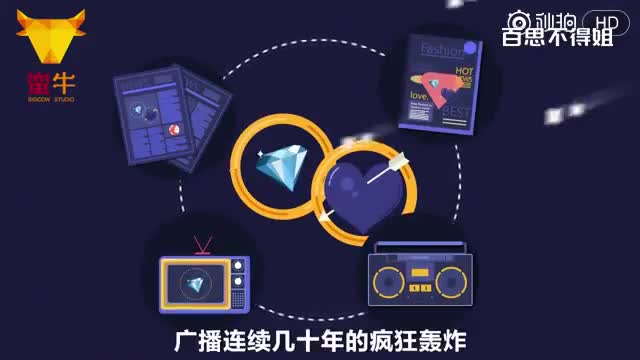 蛮牛
BIGCOW STUDIO
秒拍 HD
百思不得姐
Fashion
HOT
love.
BEST
广播连续几十年的疯狂轰炸